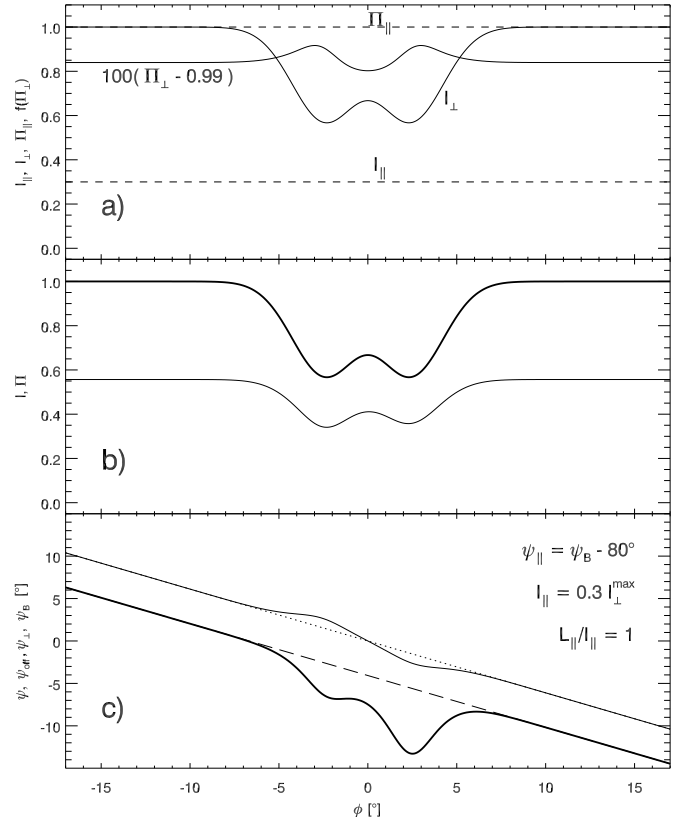 1.0
0.8
0.6
0.4
0.2
0.0
I∥, I⊥, Π∥, f(Π⊥)
Π∥
100( Π⊥ - 0.99)
I⊥
I∥
a)
1.0
0.8
0.6
0.4
0.2
0.0
I, Π
b)
10
5
0
-5
-10
ψ, ψoff, ψ⊥, ψB [°]
ψ∥ = ψB - 80°
I∥ = 0.3 I⊥max
L∥/I∥ = 1
c)
-15 -10 -5 0 5 10 15
ϕ [°]